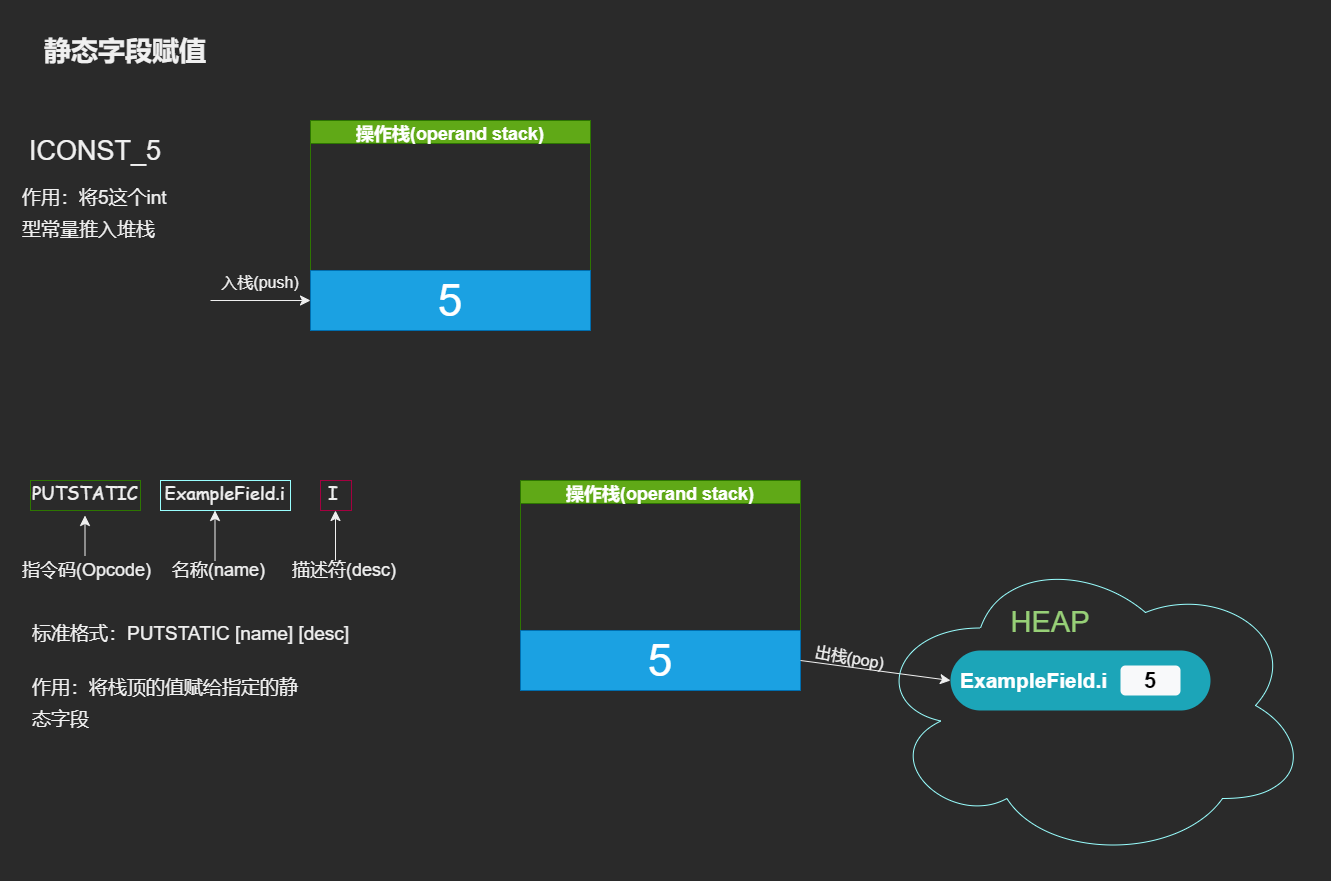 静态字段赋值
ICONST_5
作用：将5这个int
型常量推入堆栈
操作栈(operand stack)
入栈(push)
5
PUTSTATIC ExampleField.i I
指令码(Opcode) 名称(name) 描述符(desc)
标准格式：PUTSTATIC [name] [desc]
作用：将栈顶的值赋给指定的静
态字段
操作栈(operand stack)
5
出栈(pop)
HEAP
ExampleField.i 5